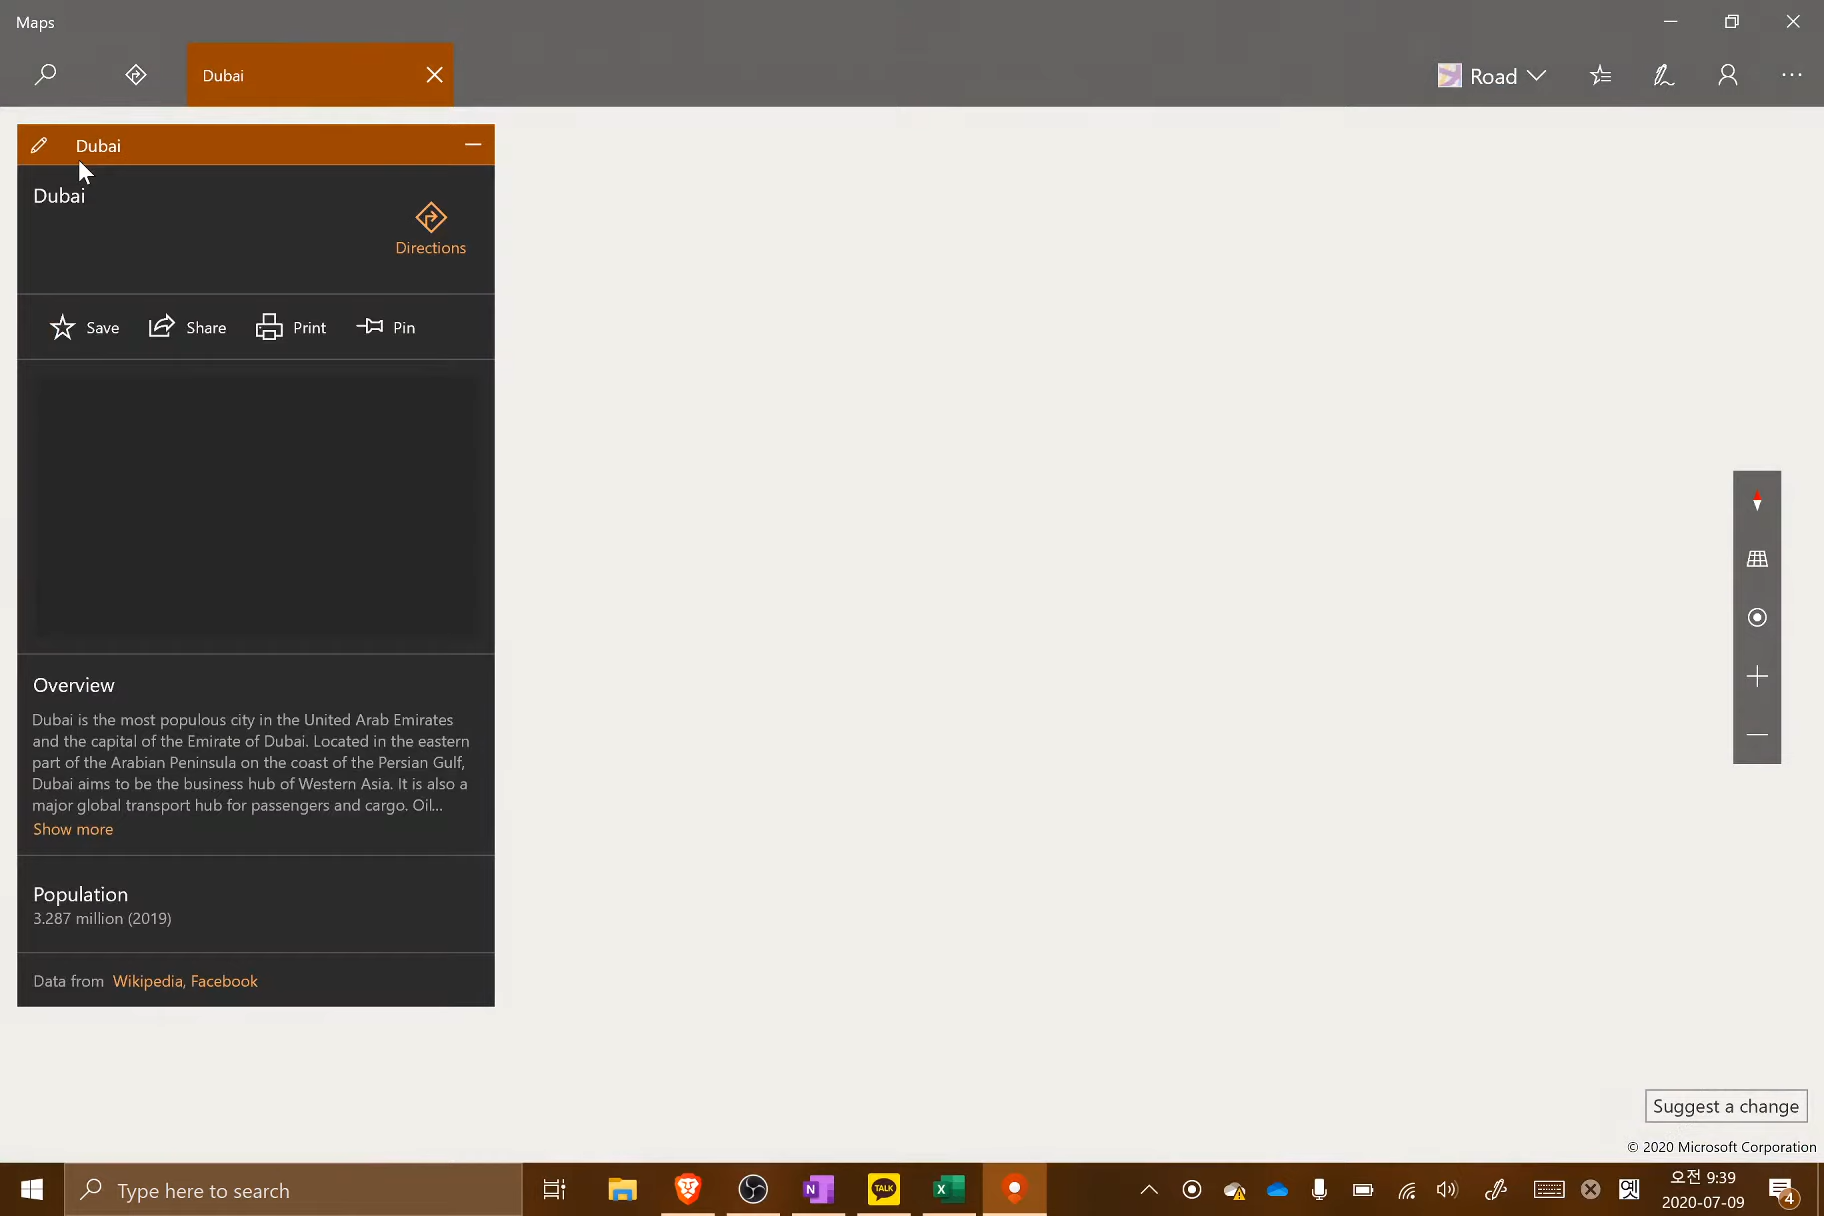 Maps
Dubai
Road
Dubai
Dubai
Directions
Save
Share
Print
Pin
Overview
Dubai is the most populous city in the United Arab Emirates
and the capital of the Emirate of Dubai. Located in the eastern
part of the Arabian Peninsula on the coast of the Persian Gulf,
Dubai aims to be the business hub of Western Asia. It is also a
major global transport hub for passengers and cargo. Oil...
Show more
Population
3.287 million (2019)
Data from Wikipedia, Facebook
Suggest a change
© 2020 Microsoft Corporation
Type here to search
N
TALK
X
옛
오전 9:39
2020-07-09
4